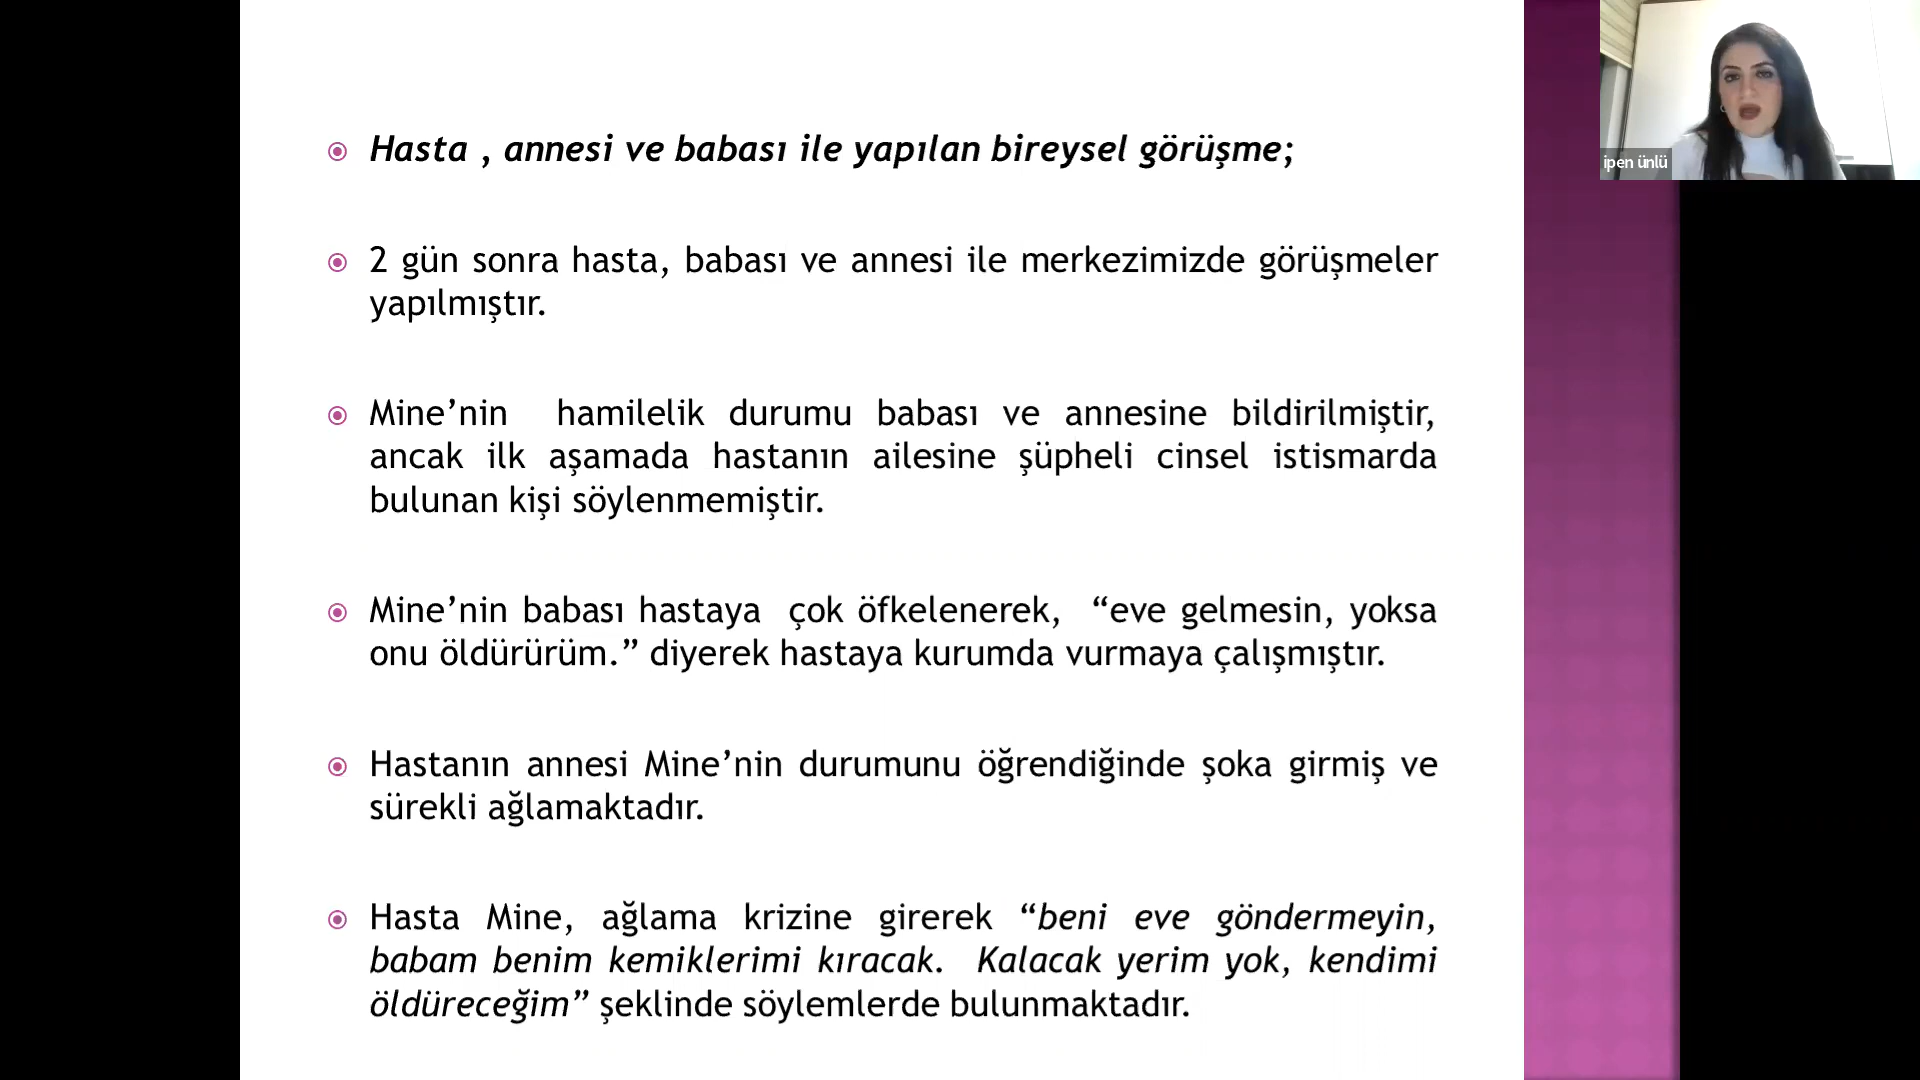 Hasta , annesi ve babası ile yapılan bireysel görüşme;
2 gün sonra hasta, babası ve annesi ile merkezimizde görüşmeler
yapılmıştır.
Mine’nin hamilelik durumu babası ve annesine bildirilmiştir,
ancak ilk aşamada hastanın ailesine şüpheli cinsel istismarda
bulunan kişi söylenmemiştir.
Mine’nin babası hastaya çok öfkelenerek, “eve gelmesin, yoksa
onu öldürürüm.” diyerek hastaya kurumda vurmaya çalışmıştır.
Hastanın annesi Mine’nin durumunu öğrendiğinde şoka girmiş ve
sürekli ağlamaktadır.
Hasta Mine, ağlama krizine girerek “beni eve göndermeyin,
babam benim kemiklerimi kıracak. Kalacak yerim yok, kendimi
öldüreceğim” şeklinde söylemlerde bulunmaktadır.
ipen ünlü